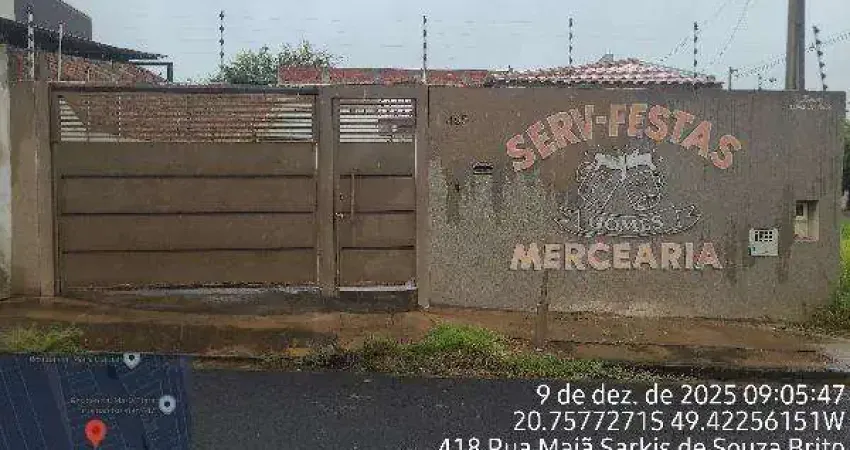 SERV-FESTAS
GOMES
MERCEARIA
9 de dez. de 2025 09:05:47
20.7577271S 49.42256151W
418 Rua Maiã Sarkis de Souza Brito